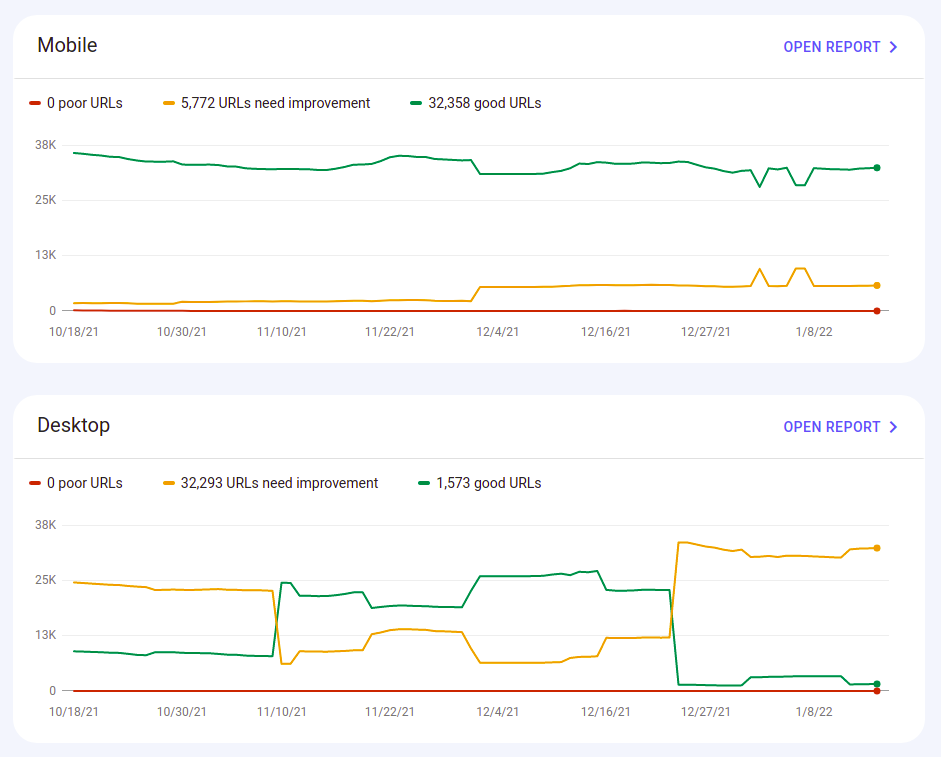 Mobile
OPEN REPORT
0 poor URLs 5,772 URLs need improvement 32,358 good URLs
38K
25K
13K
0
10/18/21 10/30/21 11/10/21 11/22/21 12/4/21 12/16/21 12/27/21 1/8/22
Desktop
OPEN REPORT
0 poor URLs 32,293 URLs need improvement 1,573 good URLs
38K
25K
13K
0
10/18/21 10/30/21 11/10/21 11/22/21 12/4/21 12/16/21 12/27/21 1/8/22